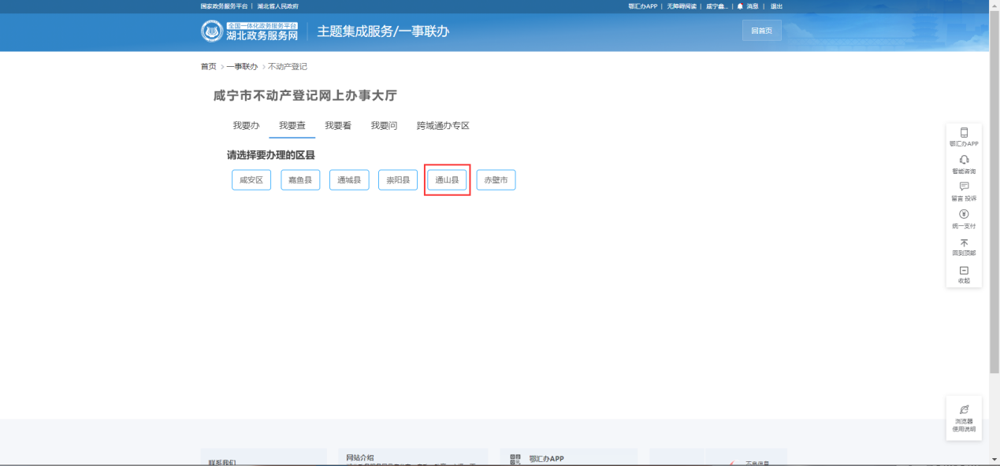 国家政务服务平台 | 湖北省人民政府
鄂汇办APP | 无障碍阅读 | 咸宁鑫... | 消息 | 退出
全国一体化政务服务平台
湖北政务服务网
主题集成服务/一事联办
回首页
首页 > 一事联办 > 不动产登记
咸宁市不动产登记网上办事大厅
我要办 我要查 我要看 我要问 跨域通办专区
请选择要办理的区县
咸安区 嘉鱼县 通城县 崇阳县 通山县 赤壁市
鄂汇办APP
智能咨询
留言 投诉
统一支付
回到顶部
收起
浏览器
使用说明
联系我们
网站介绍
鄂汇办APP
不良信息